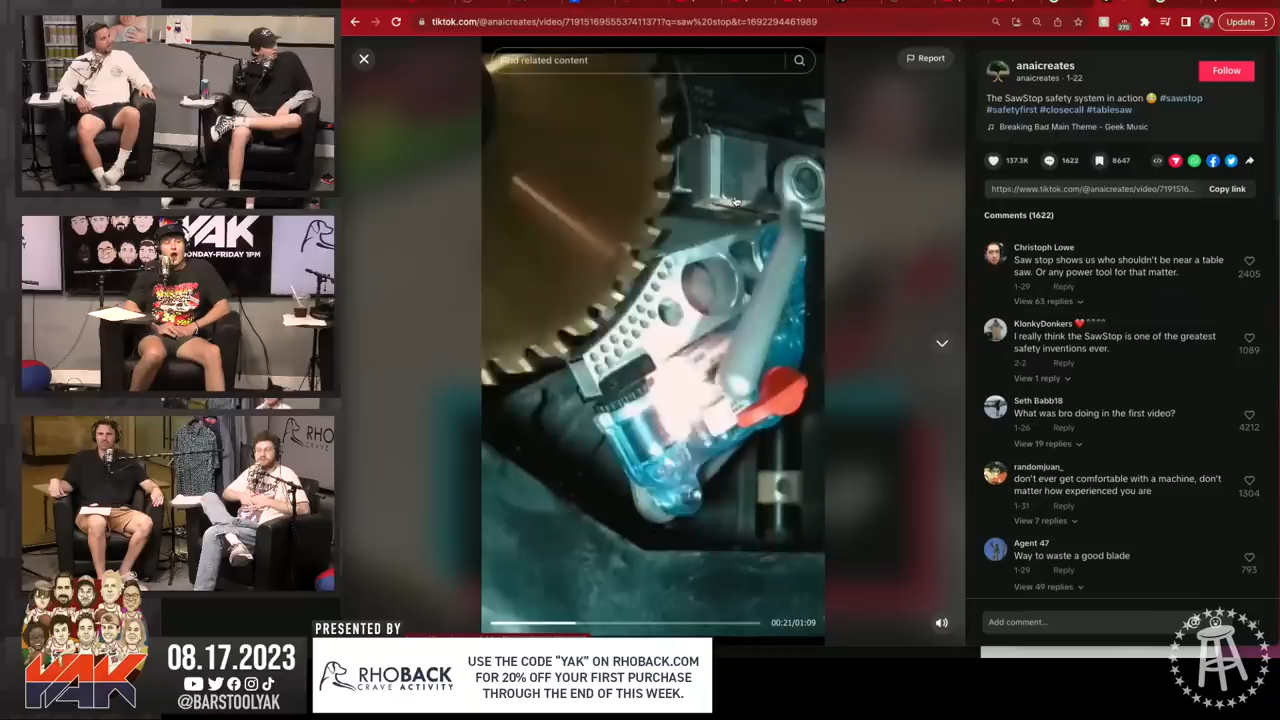 tiktok.com/@anaicreates/video/7191516955537411371?q=saw%20stop&t=1692294461989
Update
Find related content
Report
anaicreates
anaicreates · 1-22
Follow
The SawStop safety system in action 😳 #sawstop
#safetyfirst #closecall #tablesaw
Breaking Bad Main Theme - Geek Music
137.3K
1622
8647
https://www.tiktok.com/@anaicreates/video/7191516...
Copy link
Comments (1622)
Christoph Lowe
Saw stop shows us who shouldn't be near a table
saw. Or any power tool for that matter.
2405
1-29 Reply
View 63 replies
KlonkyDonkers
I really think the SawStop is one of the greatest
safety inventions ever.
1089
2-2 Reply
View 1 reply
Seth Babb18
What was bro doing in the first video?
4212
1-26 Reply
View 19 replies
randomjuan_
don't ever get comfortable with a machine, don't
matter how experienced you are
1304
1-31 Reply
View 7 replies
Agent 47
Way to waste a good blade
793
1-29 Reply
View 49 replies
Add comment...
00:21/01:09
YAK
MONDAY-FRIDAY 1PM
RHO
CRAVE
YAK
08.17.2023
@BARSTOOLYAK
PRESENTED BY
RHOBACK
CRAVE ACTIVITY
USE THE CODE "YAK" ON RHOBACK.COM
FOR 20% OFF YOUR FIRST PURCHASE
THROUGH THE END OF THIS WEEK.